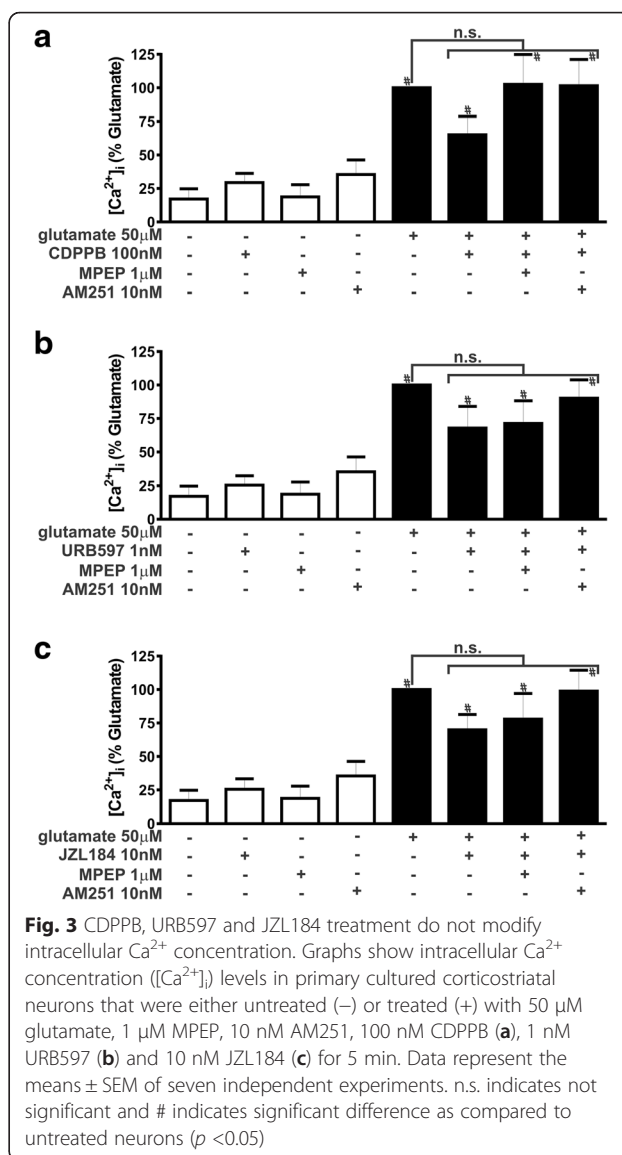 a
n.s.
[Ca2+]i (% Glutamate)
125
100
75
50
25
0
# # #
glutamate 50μM - - - - + + + +
CDPPB 100nM - + - - - + + +
MPEP 1μM - - + - - - + -
AM251 10nM - - - + - - - +
b
n.s.
[Ca2+]i (% Glutamate)
125
100
75
50
25
0
# # # #
glutamate 50μM - - - - + + + +
URB597 1nM - + - - - + + +
MPEP 1μM - - + - - - + -
AM251 10nM - - - + - - - +
c
n.s.
[Ca2+]i (% Glutamate)
125
100
75
50
25
0
# # # #
glutamate 50μM - - - - + + + +
JZL184 10nM - + - - - + + +
MPEP 1μM - - + - - - + -
AM251 10nM - - - + - - - +
Fig. 3 CDPPB, URB597 and JZL184 treatment do not modify
intracellular Ca2+ concentration. Graphs show intracellular Ca2+
concentration ([Ca2+]i) levels in primary cultured corticostriatal
neurons that were either untreated (−) or treated (+) with 50 μM
glutamate, 1 μM MPEP, 10 nM AM251, 100 nM CDPPB (a), 1 nM
URB597 (b) and 10 nM JZL184 (c) for 5 min. Data represent the
means ± SEM of seven independent experiments. n.s. indicates not
significant and # indicates significant difference as compared to
untreated neurons (p <0.05)